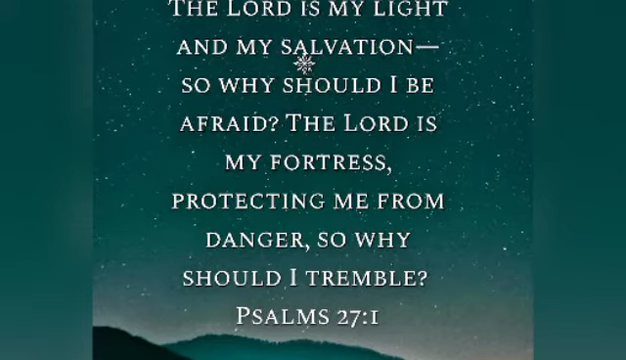 The Lord is my light
and my salvation—
so why should I be
afraid? The Lord is
my fortress,
protecting me from
danger, so why
should I tremble?
Psalms 27:1